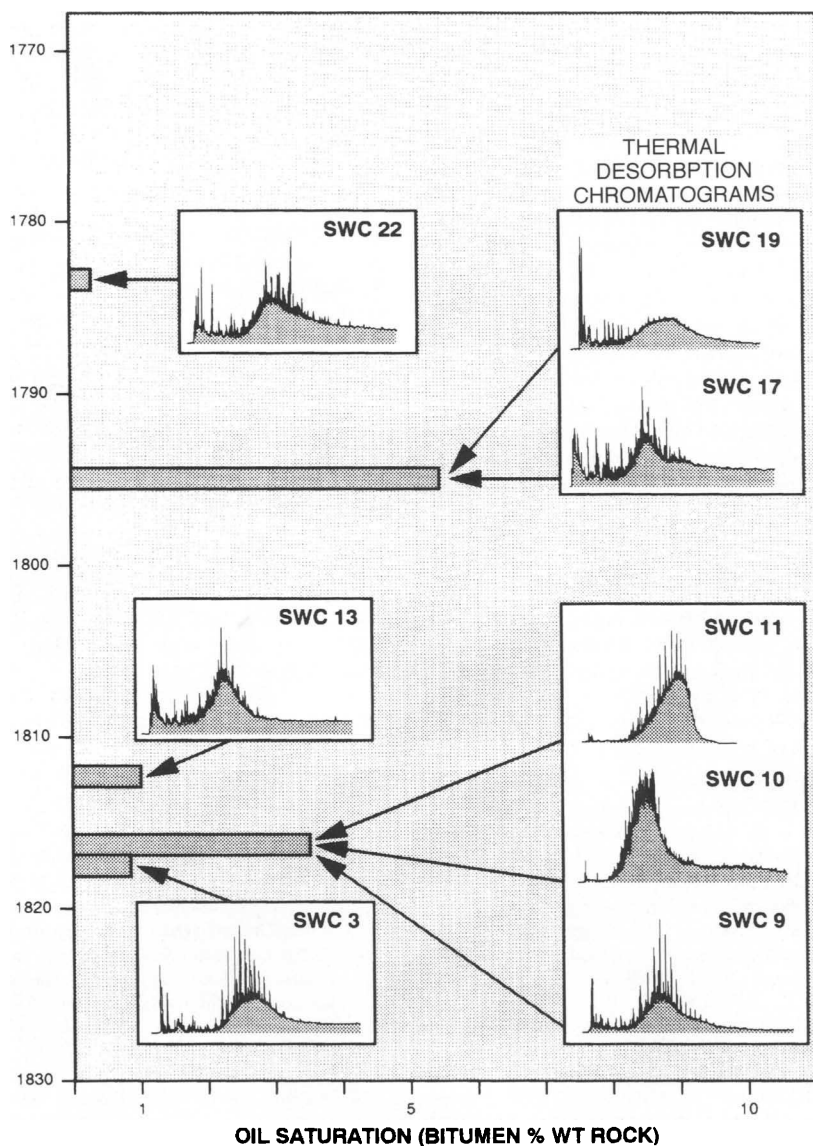 1770
THERMAL
DESORBPTION
CHROMATOGRAMS
1780
SWC 22
SWC 19
1790
SWC 17
1800
SWC 13
SWC 11
1810
SWC 10
1820
SWC 3
SWC 9
1830
1 5 10
OIL SATURATION (BITUMEN % WT ROCK)